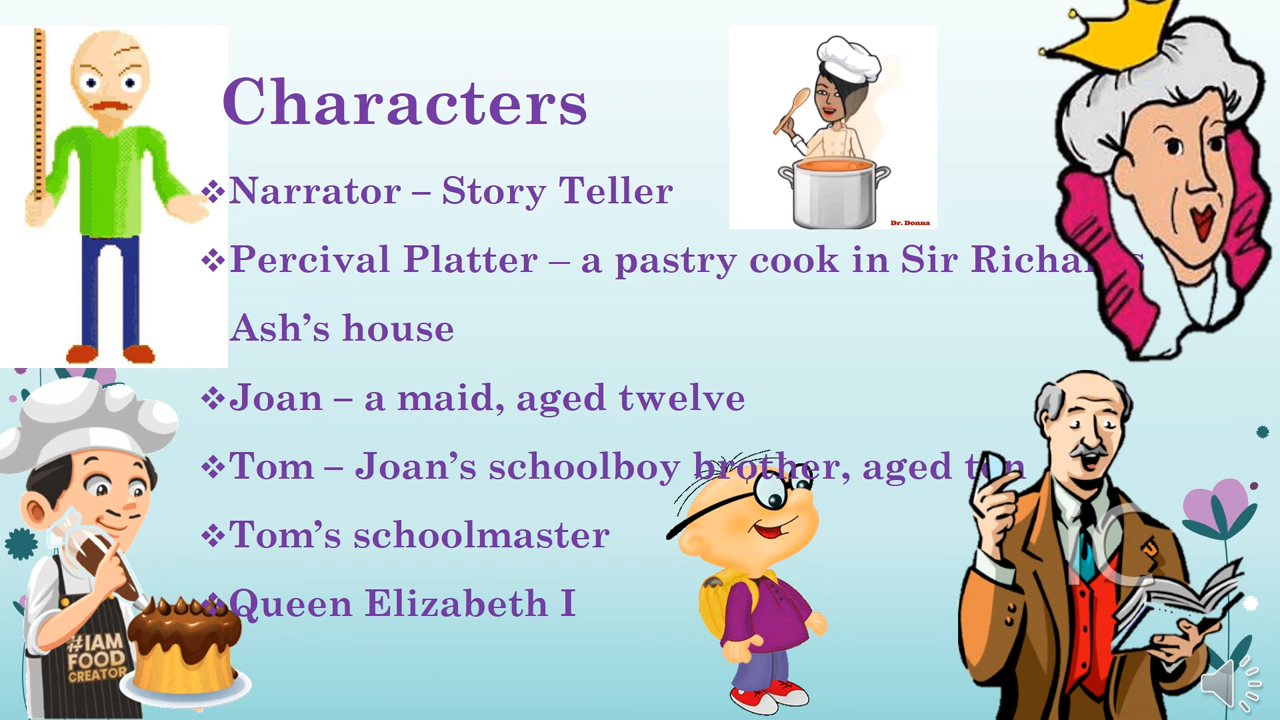 Characters
Dr. Donna
❖Narrator – Story Teller
❖Percival Platter – a pastry cook in Sir
Ash’s house
❖Joan – a maid, aged twelve
❖Tom – Joan’s schoolboy brother, aged ten
❖Tom’s schoolmaster
❖Queen Elizabeth I
#IAM
FOOD
CREATOR